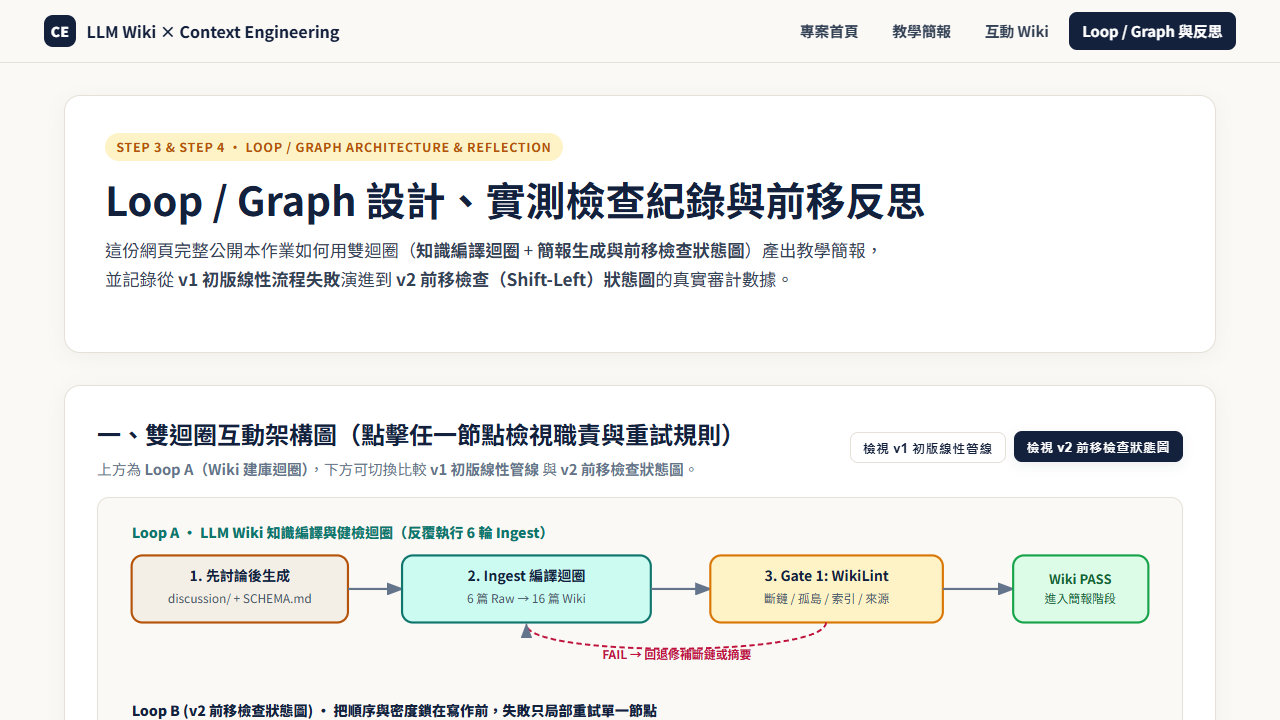 CE LLM Wiki × Context Engineering 專案首頁 教學簡報 互動 Wiki Loop / Graph 與反思
STEP 3 & STEP 4 · LOOP / GRAPH ARCHITECTURE & REFLECTION
Loop / Graph 設計、實測檢查紀錄與前移反思
這份網頁完整公開本作業如何用雙迴圈（知識編譯迴圈 + 簡報生成與前移檢查狀態圖）產出教學簡報，
並記錄從 v1 初版線性流程失敗演進到 v2 前移檢查（Shift-Left）狀態圖的真實審計數據。
一、雙迴圈互動架構圖（點擊任一節點檢視職責與重試規則）
上方為 Loop A（Wiki 建庫迴圈），下方可切換比較 v1 初版線性管線 與 v2 前移檢查狀態圖。
檢視 v1 初版線性管線
檢視 v2 前移檢查狀態圖
Loop A · LLM Wiki 知識編譯與健檢迴圈（反覆執行 6 輪 Ingest）
1. 先討論後生成
discussion/ + SCHEMA.md
2. Ingest 編譯迴圈
6 篇 Raw → 16 篇 Wiki
3. Gate 1: WikiLint
斷鏈 / 孤島 / 索引 / 來源
Wiki PASS
進入簡報階段
FAIL → 回退修補斷鏈或摘要
Loop B (v2 前移檢查狀態圖) · 把順序與密度鎖在寫作前，失敗只局部重試單一節點